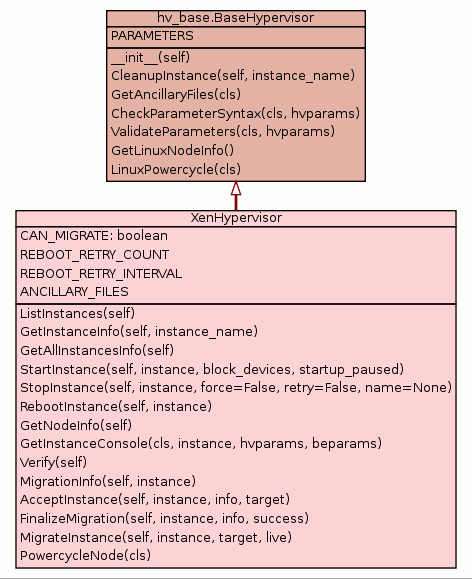 hv_base.BaseHypervisor
PARAMETERS
__init__(self)
CleanupInstance(self, instance_name)
GetAncillaryFiles(cls)
CheckParameterSyntax(cls, hvparams)
ValidateParameters(cls, hvparams)
GetLinuxNodeInfo()
LinuxPowercycle(cls)
XenHypervisor
CAN_MIGRATE: boolean
REBOOT_RETRY_COUNT
REBOOT_RETRY_INTERVAL
ANCILLARY_FILES
ListInstances(self)
GetInstanceInfo(self, instance_name)
GetAllInstancesInfo(self)
StartInstance(self, instance, block_devices, startup_paused)
StopInstance(self, instance, force=False, retry=False, name=None)
RebootInstance(self, instance)
GetNodeInfo(self)
GetInstanceConsole(cls, instance, hvparams, beparams)
Verify(self)
MigrationInfo(self, instance)
AcceptInstance(self, instance, info, target)
FinalizeMigration(self, instance, info, success)
MigrateInstance(self, instance, target, live)
PowercycleNode(cls)